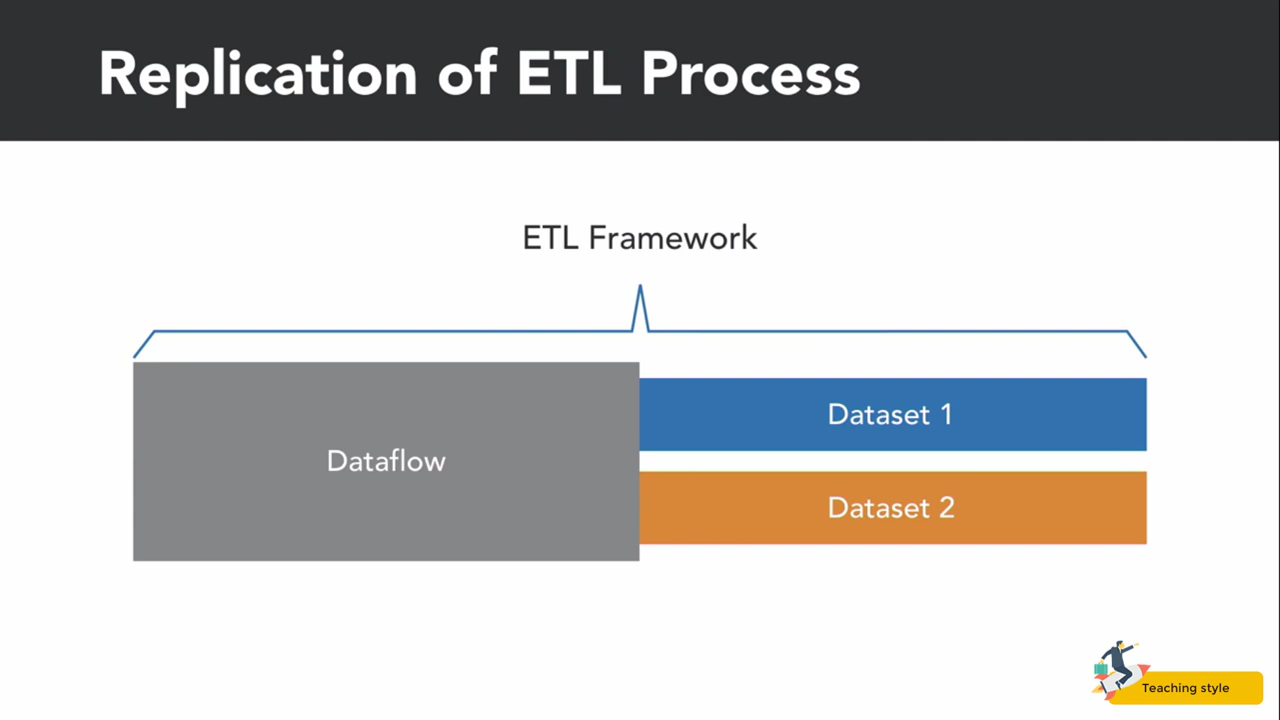 Replication of ETL Process
ETL Framework
Dataflow
Dataset 1
Dataset 2
Teaching style